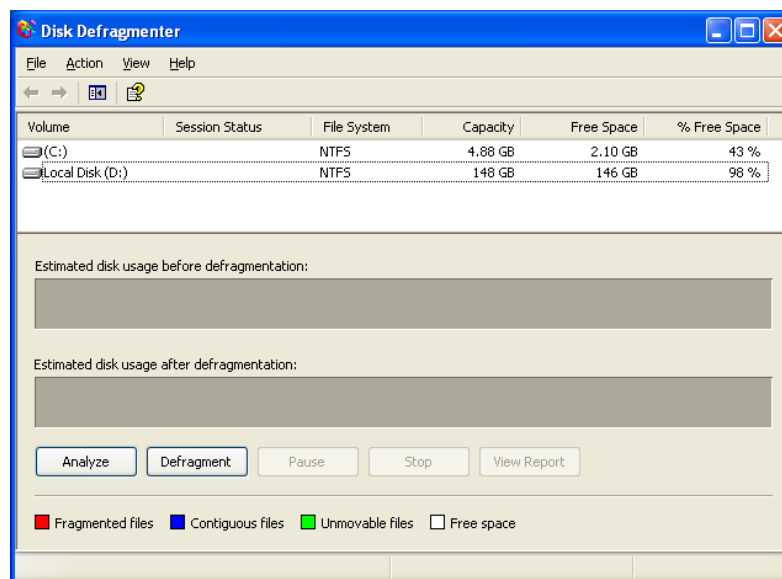 Disk Defragmenter
File Action View Help
Volume Session Status File System Capacity Free Space % Free Space
(C:) NTFS 4.88 GB 2.10 GB 43 %
Local Disk (D:) NTFS 148 GB 146 GB 98 %
Estimated disk usage before defragmentation:
Estimated disk usage after defragmentation:
Analyze Defragment Pause Stop View Report
Fragmented files Contiguous files Unmovable files Free space